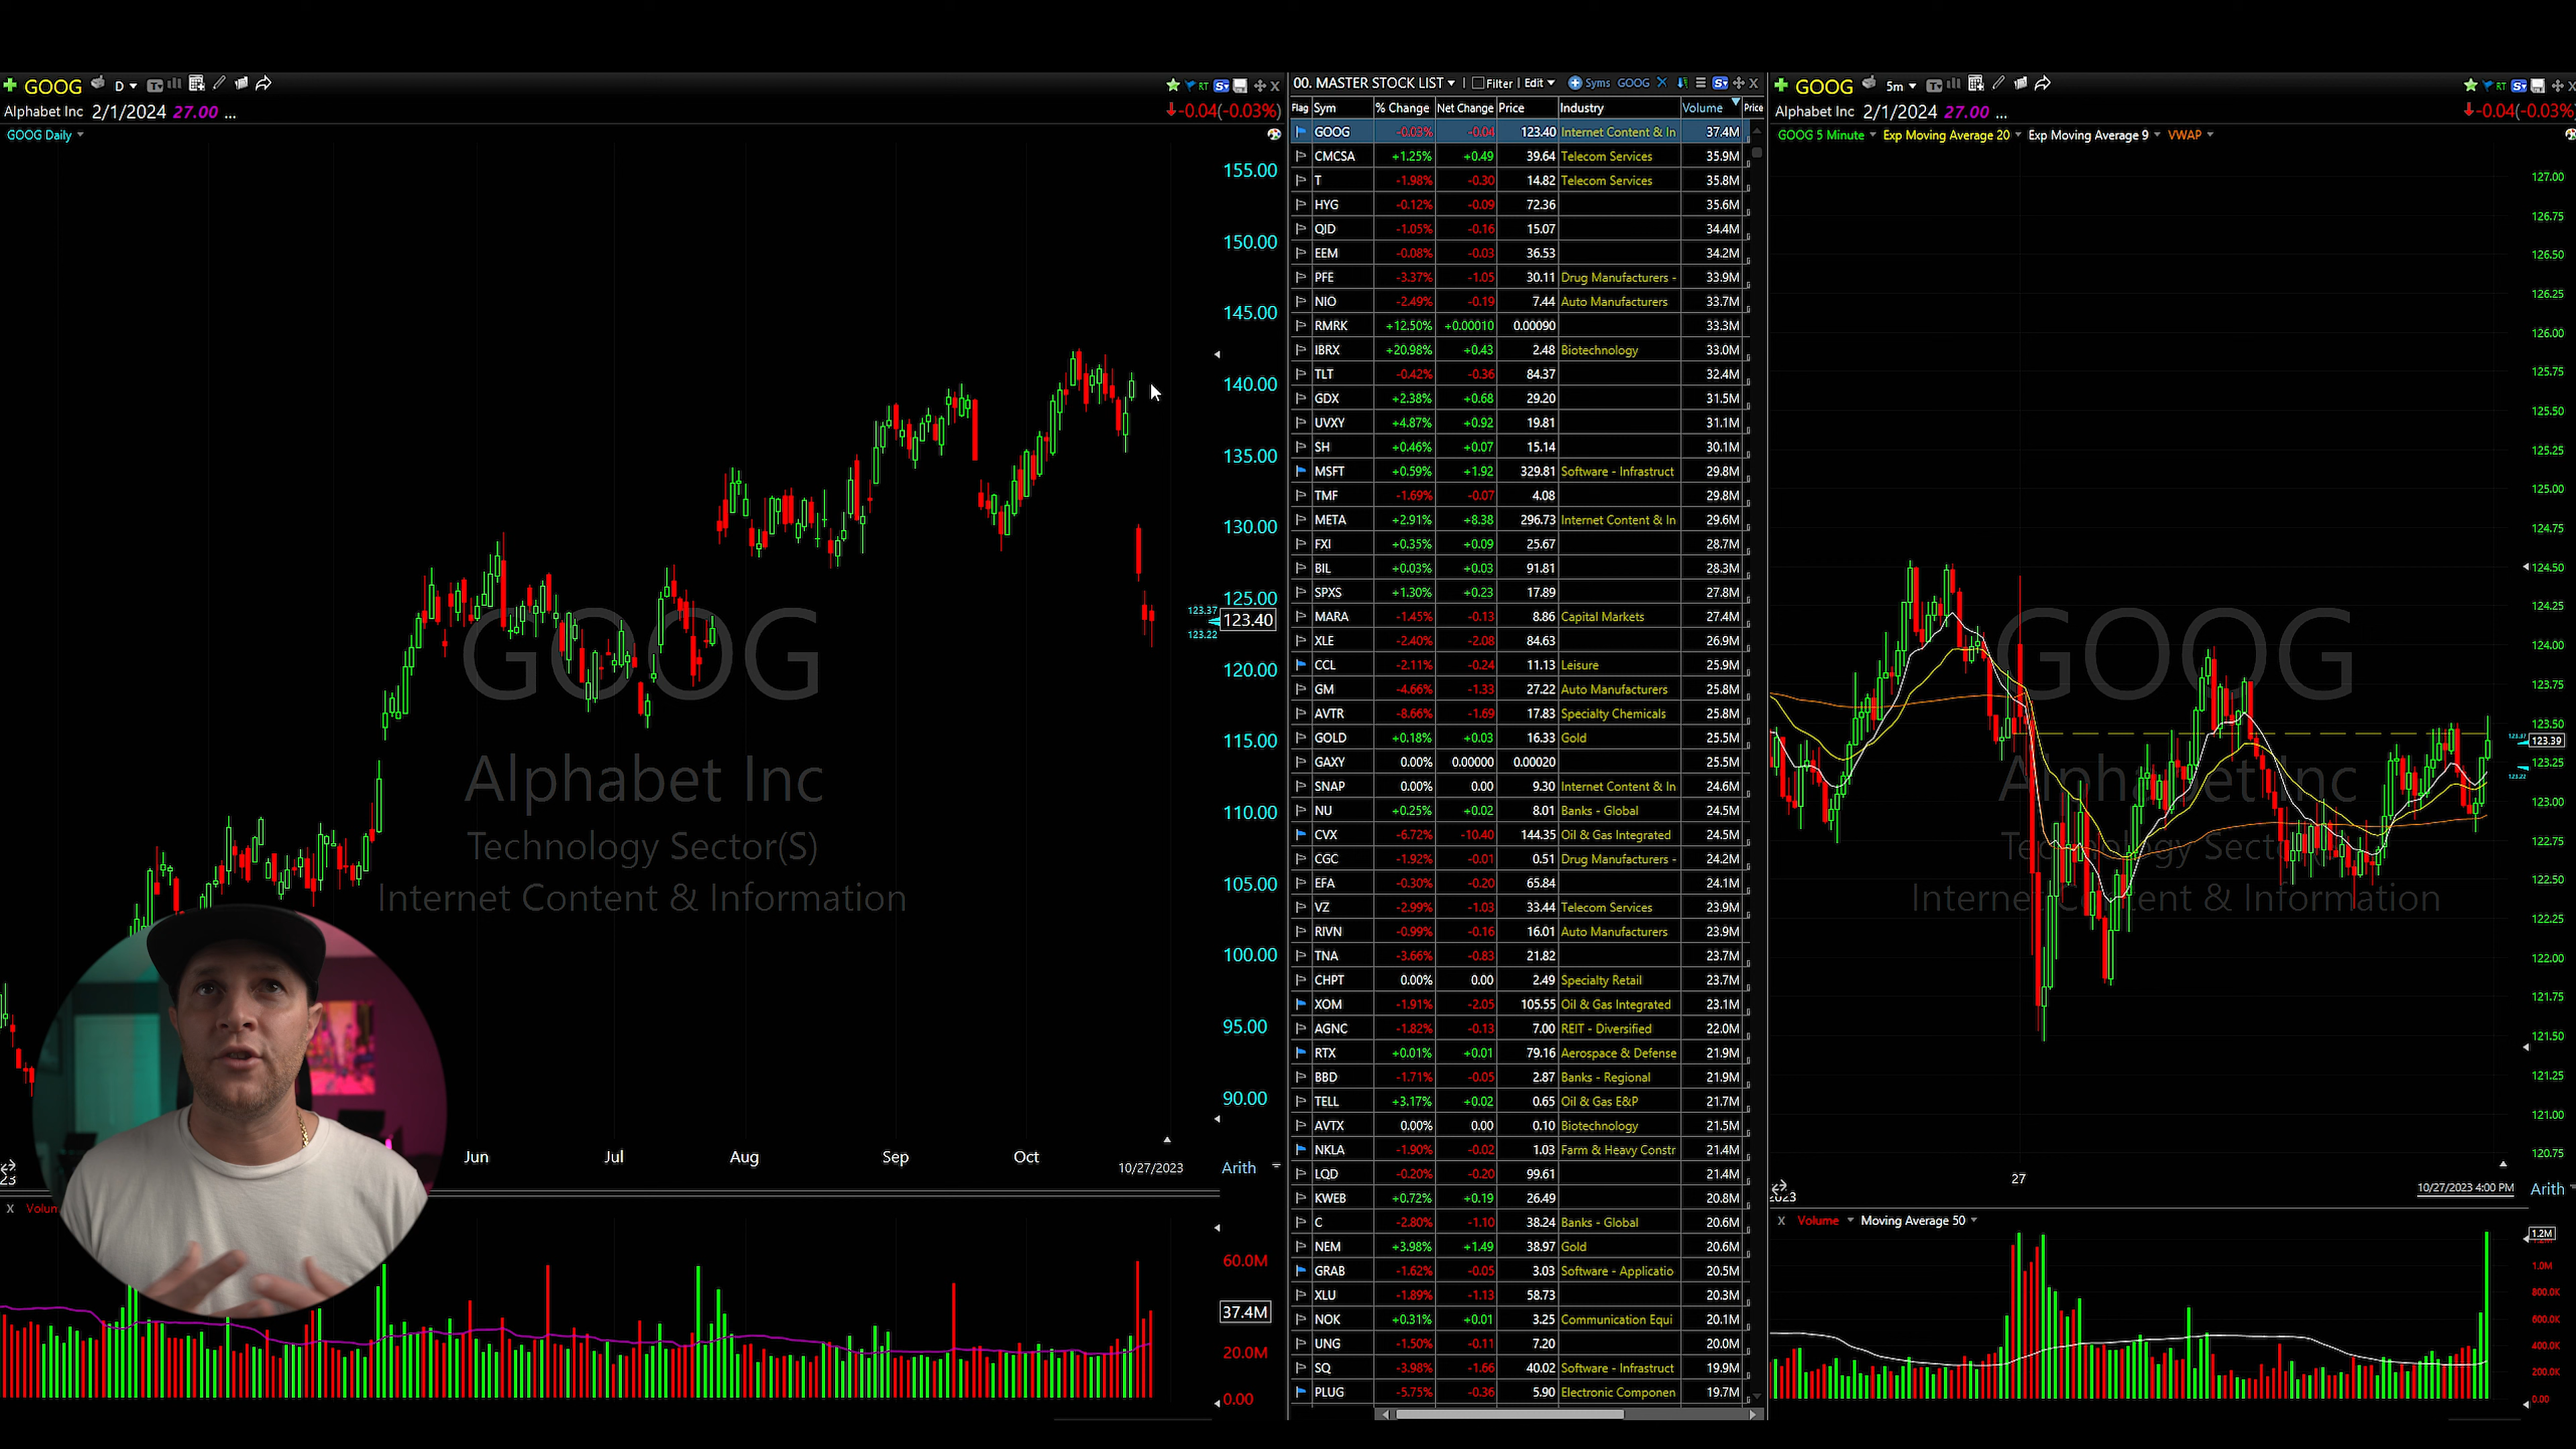 GOOG D
Alphabet Inc 2/1/2024 27.00 ...
RT
-0.04(-0.03%)
GOOG Daily
155.00
150.00
145.00
140.00
135.00
130.00
125.00
123.37
123.40
123.22
120.00
115.00
110.00
105.00
100.00
95.00
90.00
GOOG
Alphabet Inc
Technology Sector(S)
Internet Content & Information
23
Jun Jul Aug Sep Oct 10/27/2023 Arith
X Volum
60.0M
37.4M
20.0M
0.00
00. MASTER STOCK LIST Filter Edit Syms GOOG
Flag Sym % Change Net Change Price Industry Volume Price
GOOG -0.03% -0.04 123.40 Internet Content & In 37.4M
CMCSA +1.25% +0.49 39.64 Telecom Services 35.9M
T -1.98% -0.30 14.82 Telecom Services 35.8M
HYG -0.12% -0.09 72.36 35.6M
QID -1.05% -0.16 15.07 34.4M
EEM -0.08% -0.03 36.53 34.2M
PFE -3.37% -1.05 30.11 Drug Manufacturers - 33.9M
NIO -2.49% -0.19 7.44 Auto Manufacturers 33.7M
RMRK +12.50% +0.00010 0.00090 33.3M
IBRX +20.98% +0.43 2.48 Biotechnology 33.0M
TLT -0.42% -0.36 84.37 32.4M
GDX +2.38% +0.68 29.20 31.5M
UVXY +4.87% +0.92 19.81 31.1M
SH +0.46% +0.07 15.14 30.1M
MSFT +0.59% +1.92 329.81 Software - Infrastruct 29.8M
TMF -1.69% -0.07 4.08 29.8M
META +2.91% +8.38 296.73 Internet Content & In 29.6M
FXI +0.35% +0.09 25.67 28.7M
BIL +0.03% +0.03 91.81 28.3M
SPXS +1.30% +0.23 17.89 27.8M
MARA -1.45% -0.13 8.86 Capital Markets 27.4M
XLE -2.40% -2.08 84.63 26.9M
CCL -2.11% -0.24 11.13 Leisure 25.9M
GM -4.66% -1.33 27.22 Auto Manufacturers 25.8M
AVTR -8.66% -1.69 17.83 Specialty Chemicals 25.8M
GOLD +0.18% +0.03 16.33 Gold 25.5M
GAXY 0.00% 0.00000 0.00020 25.5M
SNAP 0.00% 0.00 9.30 Internet Content & In 24.6M
NU +0.25% +0.02 8.01 Banks - Global 24.5M
CVX -6.72% -10.40 144.35 Oil & Gas Integrated 24.5M
CGC -1.92% -0.01 0.51 Drug Manufacturers - 24.2M
EFA -0.30% -0.20 65.84 24.1M
VZ -2.99% -1.03 33.44 Telecom Services 23.9M
RIVN -0.99% -0.16 16.01 Auto Manufacturers 23.9M
TNA -3.66% -0.83 21.82 23.7M
CHPT 0.00% 0.00 2.49 Specialty Retail 23.7M
XOM -1.91% -2.05 105.55 Oil & Gas Integrated 23.1M
AGNC -1.82% -0.13 7.00 REIT - Diversified 22.0M
RTX +0.01% +0.01 79.16 Aerospace & Defense 21.9M
BBD -1.71% -0.05 2.87 Banks - Regional 21.9M
TELL +3.17% +0.02 0.65 Oil & Gas E&P 21.7M
AVTX 0.00% 0.00 0.10 Biotechnology 21.5M
NKLA -1.90% -0.02 1.03 Farm & Heavy Constr 21.4M
LQD -0.20% -0.20 99.61 21.4M
KWEB +0.72% +0.19 26.49 20.8M
C -2.80% -1.10 38.24 Banks - Global 20.6M
NEM +3.98% +1.49 38.97 Gold 20.6M
GRAB -1.62% -0.05 3.03 Software - Applicatio 20.5M
XLU -1.89% -1.13 58.73 20.3M
NOK +0.31% +0.01 3.25 Communication Equi 20.1M
UNG -1.50% -0.11 7.20 20.0M
SQ -3.98% -1.66 40.02 Software - Infrastruct 19.9M
PLUG -5.75% -0.36 5.90 Electronic Componen 19.7M
GOOG 5m
Alphabet Inc 2/1/2024 27.00 ...
RT
-0.04(-0.03%)
GOOG 5 Minute Exp Moving Average 20 Exp Moving Average 9 VWAP
127.00
126.75
126.50
126.25
126.00
125.75
125.50
125.25
125.00
124.75
124.50
124.25
124.00
123.75
123.50
123.39
123.25
123.00
122.75
122.50
122.25
122.00
121.75
121.50
121.25
121.00
120.75
GOOG
Alphabet Inc
Internet Content & Information
2023
27
10/27/2023 4:00 PM Arith
X Volume Moving Average 50
1.2M
1.0M
800.0K
600.0K
400.0K
200.0K
0.00